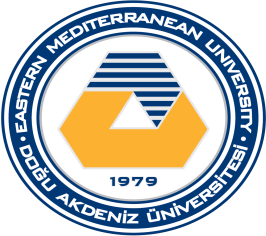 · EASTERN MEDITERRANEAN UNIVERSITY ·
DOĞU AKDENİZ ÜNİVERSİTESİ
1979